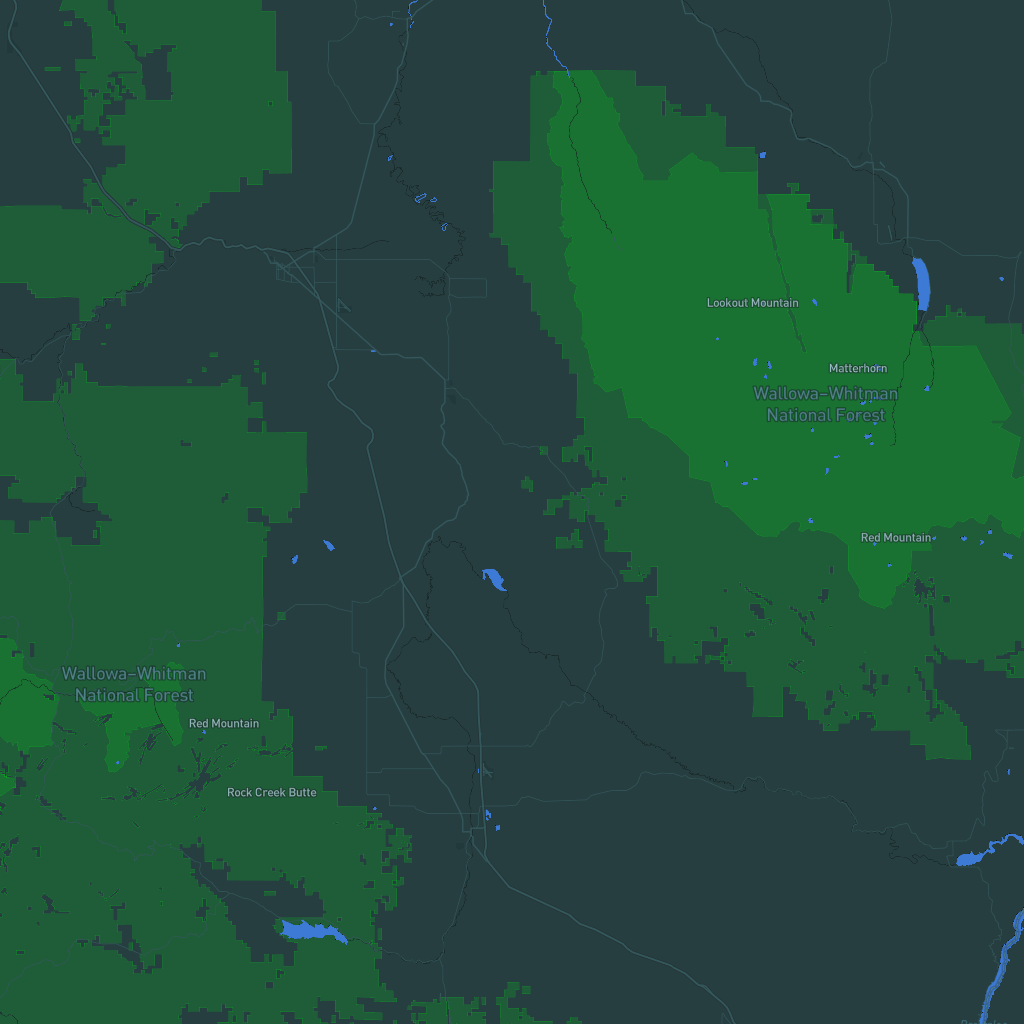 Lookout Mountain
Matterhorn
Wallowa–Whitman
National Forest
Red Mountain
Wallowa–Whitman
National Forest
Red Mountain
Rock Creek Butte